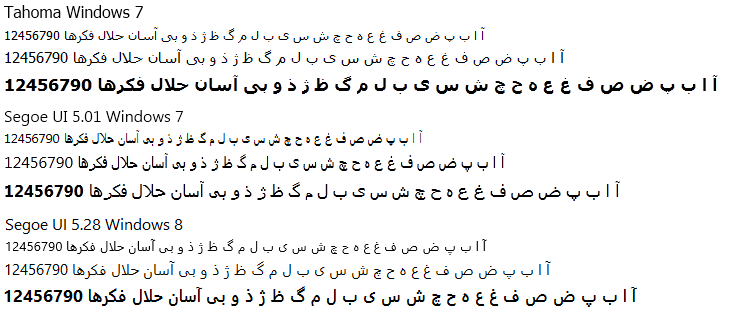 Tahoma Windows 7
آ ا ب پ ض ص ف غ ع ه ح چ ش س ی ب ل م گ ظ ژ ذ و بی آسان حلال فکرها 12456790
آ ا ب پ ض ص ف غ ع ه ح چ ش س ی ب ل م گ ظ ژ ذ و بی آسان حلال فکرها 12456790
آ ا ب پ ض ص ف غ ع ه ح چ ش س ی ب ل م گ ظ ژ ذ و بی آسان حلال فکرها 12456790
Segoe UI 5.01 Windows 7
آ ا ب پ ض ص ف غ ع ه ح چ ش س ی ب ل م گ ظ ژ ذ و بی آسان حلال فکرها 12456790
آ ا ب پ ض ص ف غ ع ه ح چ ش س ی ب ل م گ ظ ژ ذ و بی آسان حلال فکرها 12456790
آ ا ب پ ض ص ف غ ع ه ح چ ش س ی ب ل م گ ظ ژ ذ و بی آسان حلال فکرها 12456790
Segoe UI 5.28 Windows 8
آ ا ب پ ض ص ف غ ع ه ح چ ش س ی ب ل م گ ظ ژ ذ و بی آسان حلال فکرها 12456790
آ ا ب پ ض ص ف غ ع ه ح چ ش س ی ب ل م گ ظ ژ ذ و بی آسان حلال فکرها 12456790
آ ا ب پ ض ص ف غ ع ه ح چ ش س ی ب ل م گ ظ ژ ذ و بی آسان حلال فکرها 12456790